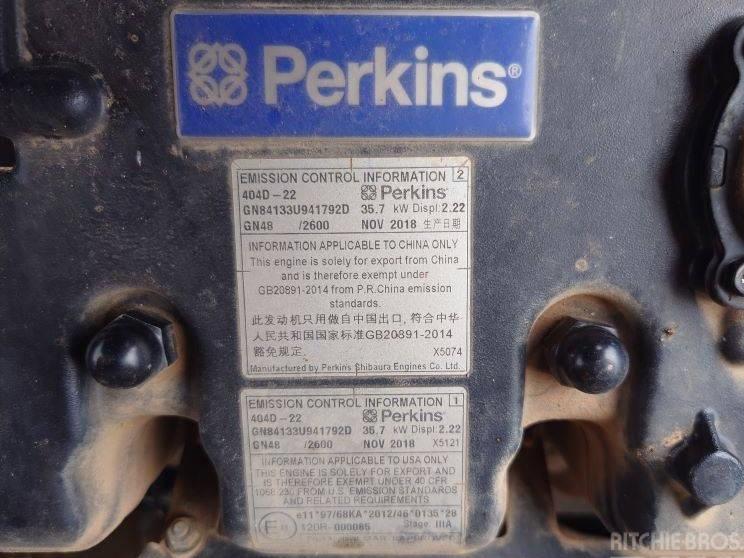 Perkins®
EMISSION CONTROL INFORMATION 2
404D-22 Perkins
GN84133U941792D 35.7 kW Displ:2.22
GN48 /2600 NOV 2018 生产日期
INFORMATION APPLICABLE TO CHINA ONLY
This engine is solely for export from China
and is therefore exempt under
GB20891-2014 from P.R.China emission
standards.
此发动机只用做自中国出口, 符合中华
人民共和国国家标准GB20891-2014
豁免规定. X5074
Manufactured by Perkins Shibaura Engines Co. Ltd.
EMISSION CONTROL INFORMATION 1
404D-22 Perkins
GN84133U941792D 35.7 kW Displ:2.22
GN48 /2600 NOV 2018 X5121
INFORMATION APPLICABLE TO USA ONLY
THIS ENGINE IS SOLELY FOR EXPORT AND
IS THEREFORE EXEMPT UNDER 40 CFR
1068.230 FROM U.S. EMISSION STANDARDS
AND RELATED REQUIREMENTS
e11*97/68KA*2012/46*0135*28
E11 120R-000085 Stage IIIA
RITCHIE BROS